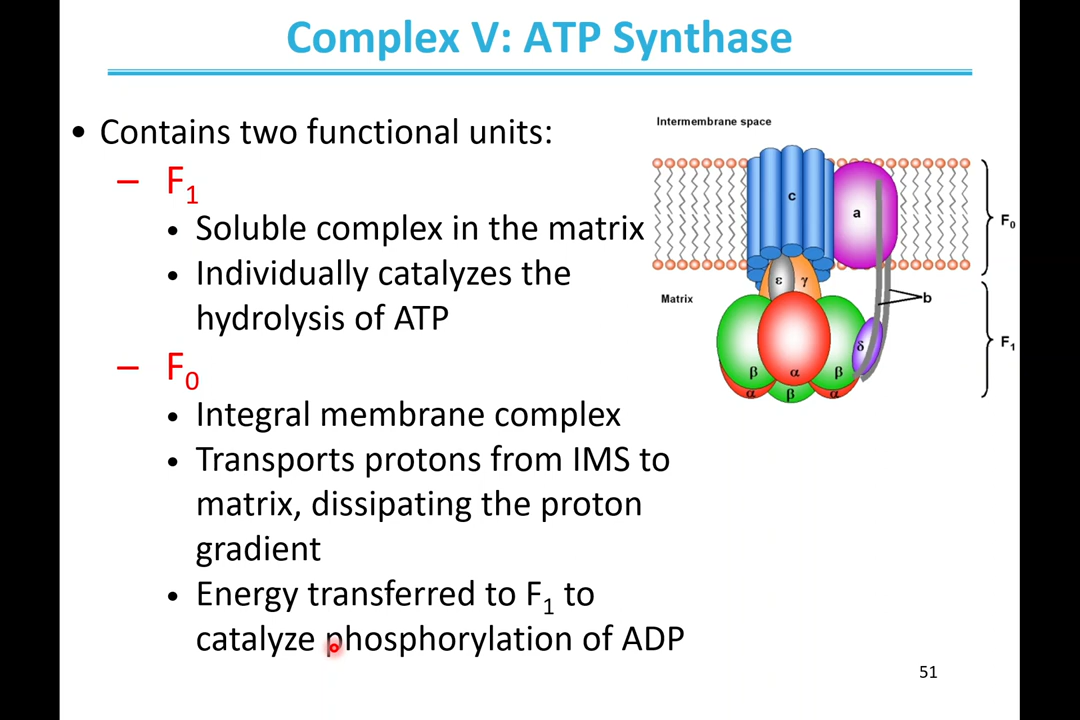 Complex V: ATP Synthase
• Contains two functional units:
– F₁
• Soluble complex in the matrix
• Individually catalyzes the
hydrolysis of ATP
– F₀
• Integral membrane complex
• Transports protons from IMS to
matrix, dissipating the proton
gradient
• Energy transferred to F₁ to
catalyze phosphorylation of ADP
Intermembrane space
c
a
F₀
ε
γ
Matrix
b
F₁
δ
β
α
β
α
β
α
51